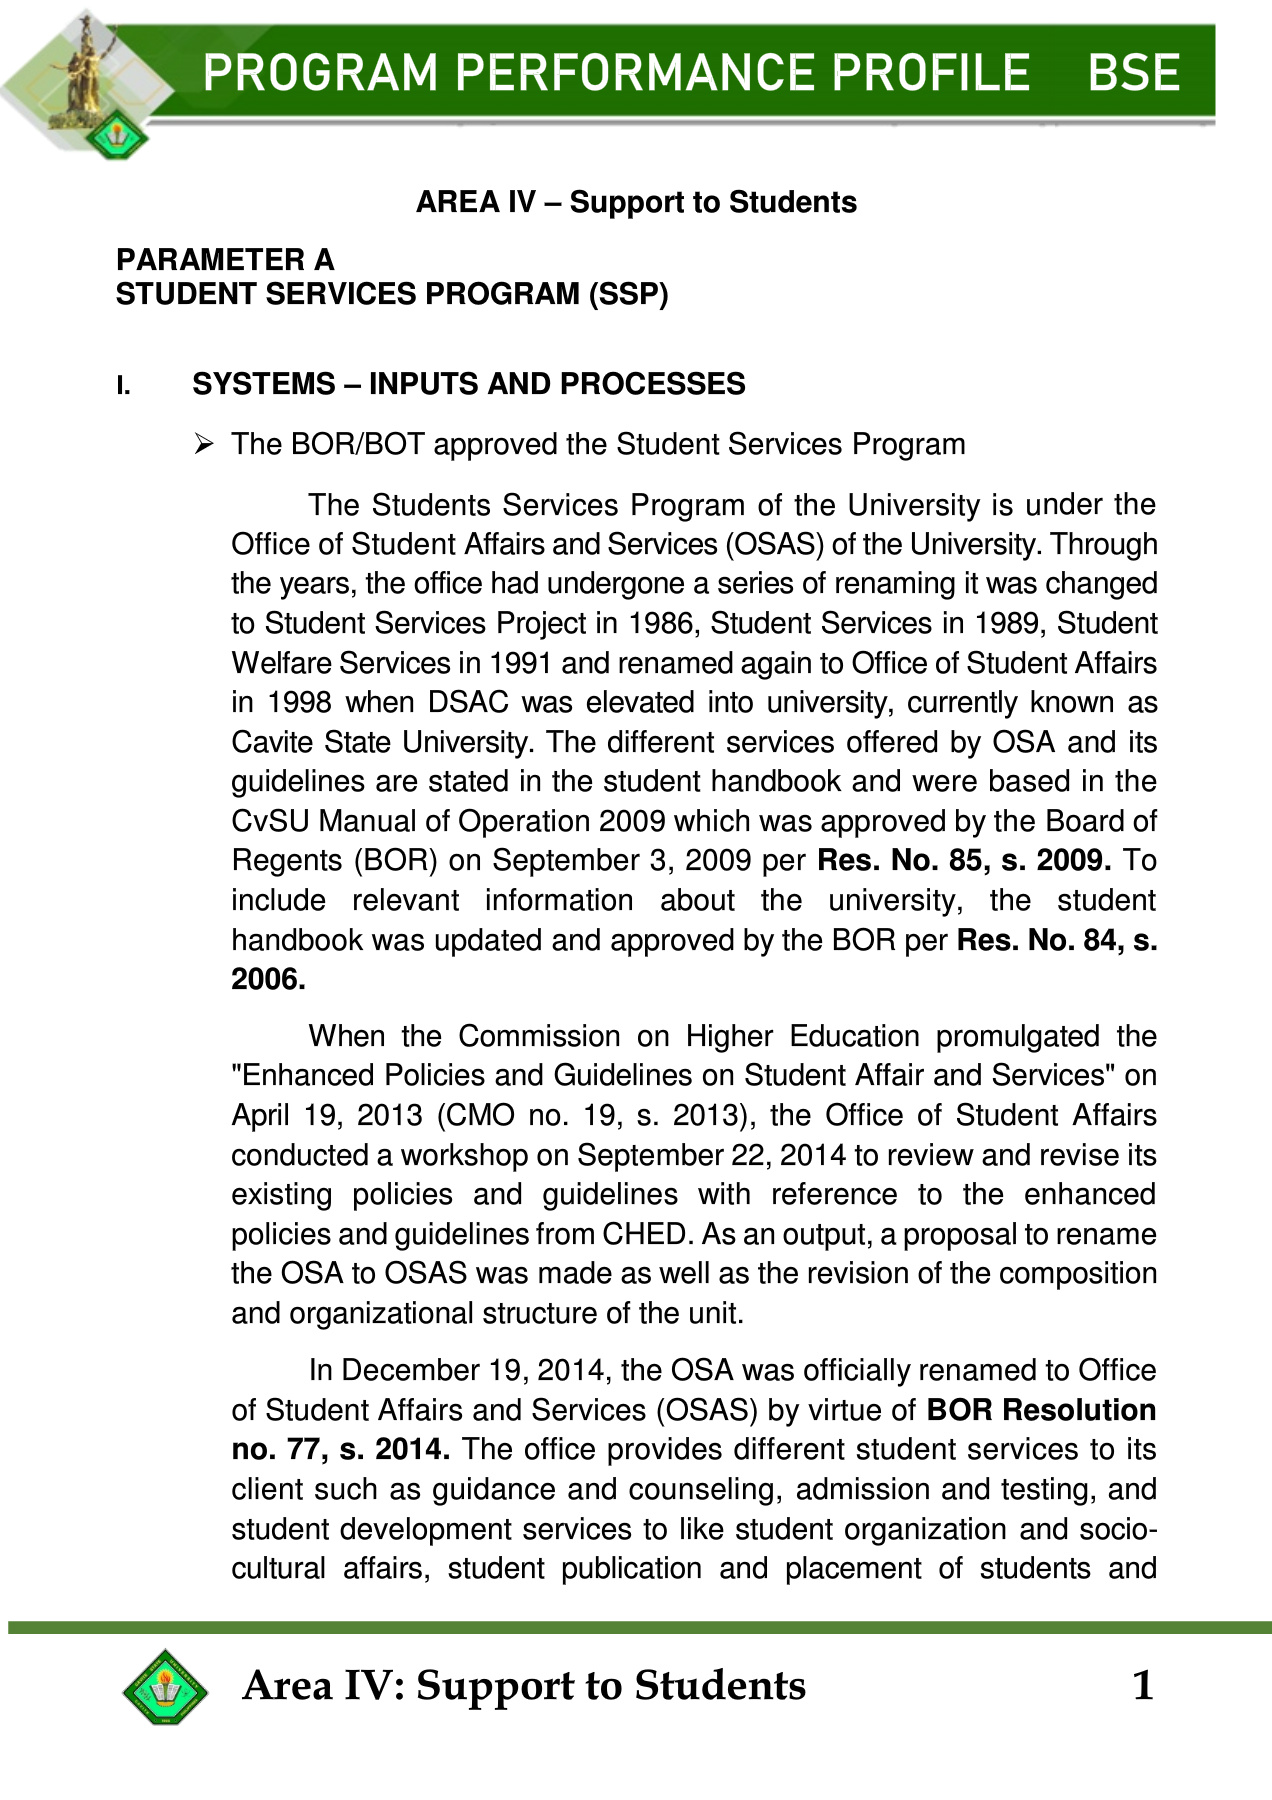 PROGRAM PERFORMANCE PROFILE BSE
AREA IV – Support to Students
PARAMETER A
STUDENT SERVICES PROGRAM (SSP)
I. SYSTEMS – INPUTS AND PROCESSES
➢ The BOR/BOT approved the Student Services Program
The Students Services Program of the University is under the
Office of Student Affairs and Services (OSAS) of the University. Through
the years, the office had undergone a series of renaming it was changed
to Student Services Project in 1986, Student Services in 1989, Student
Welfare Services in 1991 and renamed again to Office of Student Affairs
in 1998 when DSAC was elevated into university, currently known as
Cavite State University. The different services offered by OSA and its
guidelines are stated in the student handbook and were based in the
CvSU Manual of Operation 2009 which was approved by the Board of
Regents (BOR) on September 3, 2009 per Res. No. 85, s. 2009. To
include relevant information about the university, the student
handbook was updated and approved by the BOR per Res. No. 84, s.
2006.
When the Commission on Higher Education promulgated the
"Enhanced Policies and Guidelines on Student Affair and Services" on
April 19, 2013 (CMO no. 19, s. 2013), the Office of Student Affairs
conducted a workshop on September 22, 2014 to review and revise its
existing policies and guidelines with reference to the enhanced
policies and guidelines from CHED. As an output, a proposal to rename
the OSA to OSAS was made as well as the revision of the composition
and organizational structure of the unit.
In December 19, 2014, the OSA was officially renamed to Office
of Student Affairs and Services (OSAS) by virtue of BOR Resolution
no. 77, s. 2014. The office provides different student services to its
client such as guidance and counseling, admission and testing, and
student development services to like student organization and socio-
cultural affairs, student publication and placement of students and
Area IV: Support to Students 1